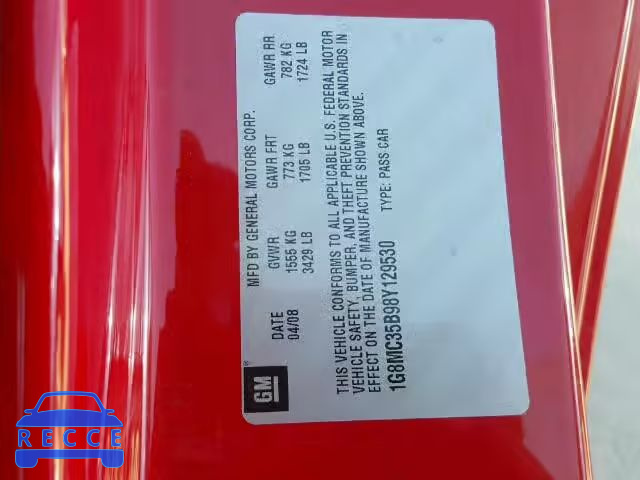 MFD BY GENERAL MOTORS CORP.
DATE GVWR GAWR FRT GAWR RR
04/08 1555 KG 773 KG 782 KG
3429 LB 1705 LB 1724 LB
THIS VEHICLE CONFORMS TO ALL APPLICABLE U.S. FEDERAL MOTOR
VEHICLE SAFETY, BUMPER, AND THEFT PREVENTION STANDARDS IN
EFFECT ON THE DATE OF MANUFACTURE SHOWN ABOVE.
1G8MC35B98Y129530 TYPE: PASS CAR
GM
®
RECCE